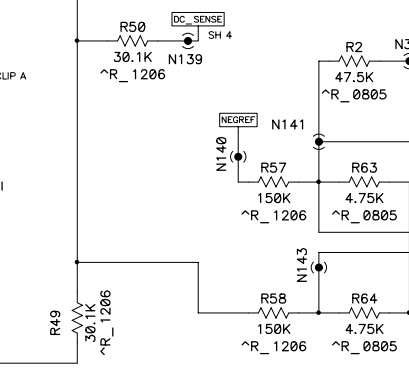 DC_SENSE
R50
SH 4
R2
30.1K
N139
^R_1206
47.5K
^R_0805
CLIP A
NEGREF
N141
N140
R57
R63
150K
4.75K
^R_1206
^R_0805
N143
R49
30.1K
^R_1206
R58
R64
150K
4.75K
^R_1206
^R_0805